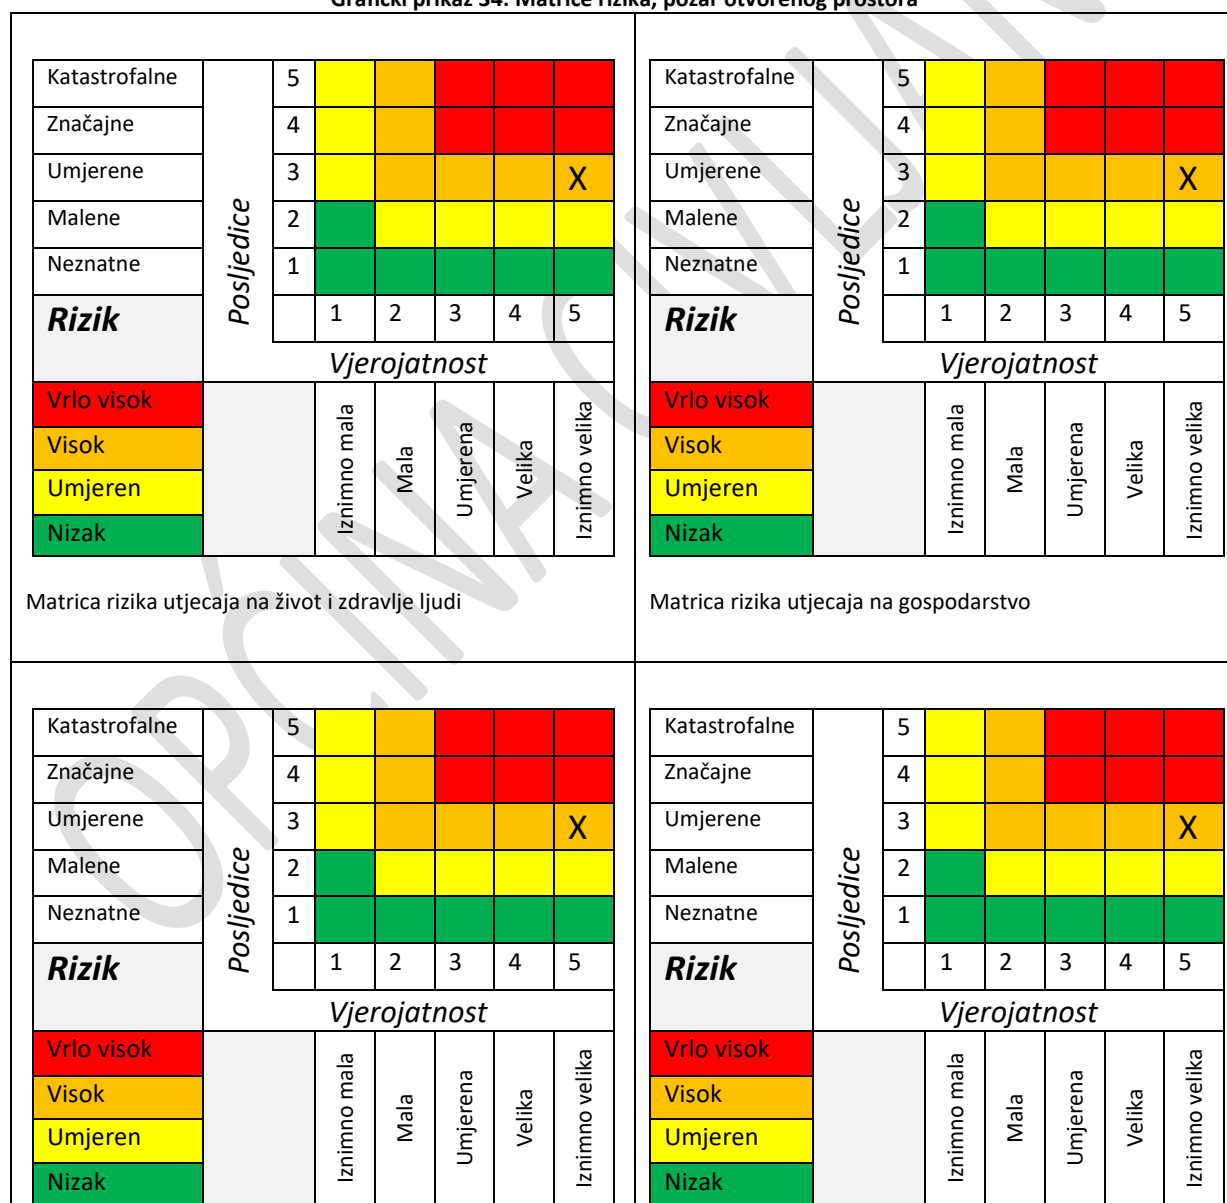 Grafički prikaz 34: Matrice rizika, požar otvorenog prostora
Katastrofalne
5
Značajne
4
Umjerene
3
X
Malene
2
Neznatne
1
Posljedice
Rizik
1 2 3 4 5
Vjerojatnost
Vrlo visok
Visok
Umjeren
Nizak
Iznimno mala
Mala
Umjerena
Velika
Iznimno velika
Matrica rizika utjecaja na život i zdravlje ljudi
Katastrofalne
5
Značajne
4
Umjerene
3
X
Malene
2
Neznatne
1
Posljedice
Rizik
1 2 3 4 5
Vjerojatnost
Vrlo visok
Visok
Umjeren
Nizak
Iznimno mala
Mala
Umjerena
Velika
Iznimno velika
Matrica rizika utjecaja na gospodarstvo
Katastrofalne
5
Značajne
4
Umjerene
3
X
Malene
2
Neznatne
1
Posljedice
Rizik
1 2 3 4 5
Vjerojatnost
Vrlo visok
Visok
Umjeren
Nizak
Iznimno mala
Mala
Umjerena
Velika
Iznimno velika
Katastrofalne
5
Značajne
4
Umjerene
3
X
Malene
2
Neznatne
1
Posljedice
Rizik
1 2 3 4 5
Vjerojatnost
Vrlo visok
Visok
Umjeren
Nizak
Iznimno mala
Mala
Umjerena
Velika
Iznimno velika
OPĆINA